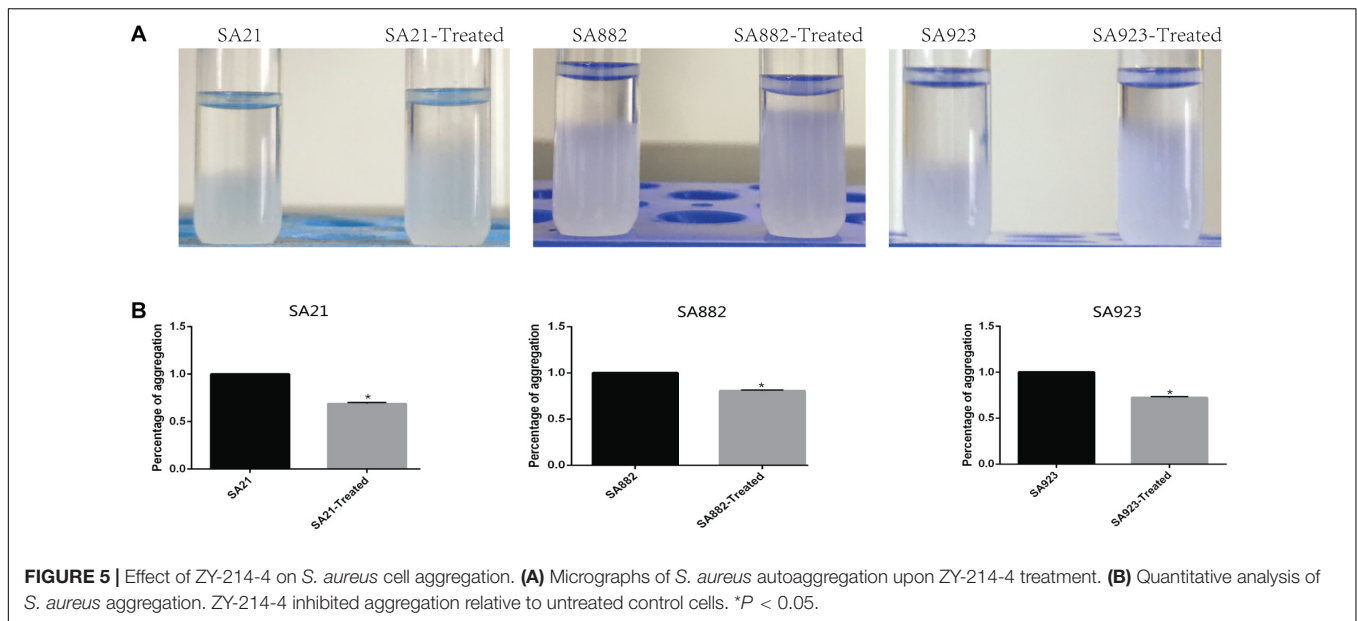 A
SA21 SA21-Treated SA882 SA882-Treated SA923 SA923-Treated
B
SA21
Percentage of aggregation
1.5
1.0
0.5
0.0
*
SA21
SA21-Treated
SA882
Percentage of aggregation
1.5
1.0
0.5
0.0
*
SA882
SA882-Treated
SA923
Percentage of aggregation
1.5
1.0
0.5
0.0
*
SA923
SA923-Treated
FIGURE 5 | Effect of ZY-214-4 on S. aureus cell aggregation. (A) Micrographs of S. aureus autoaggregation upon ZY-214-4 treatment. (B) Quantitative analysis of
S. aureus aggregation. ZY-214-4 inhibited aggregation relative to untreated control cells. *P < 0.05.